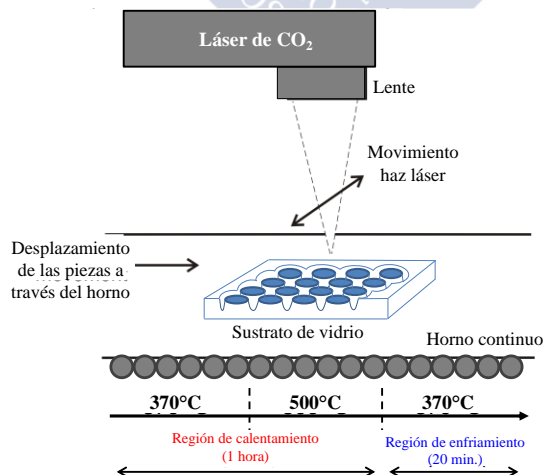 Láser de CO₂
Lente
Movimiento
haz láser
Desplazamiento
de las piezas a
través del horno
Sustrato de vidrio
Horno continuo
370°C
500°C
370°C
Región de calentamiento
(1 hora)
Región de enfriamiento
(20 min.)